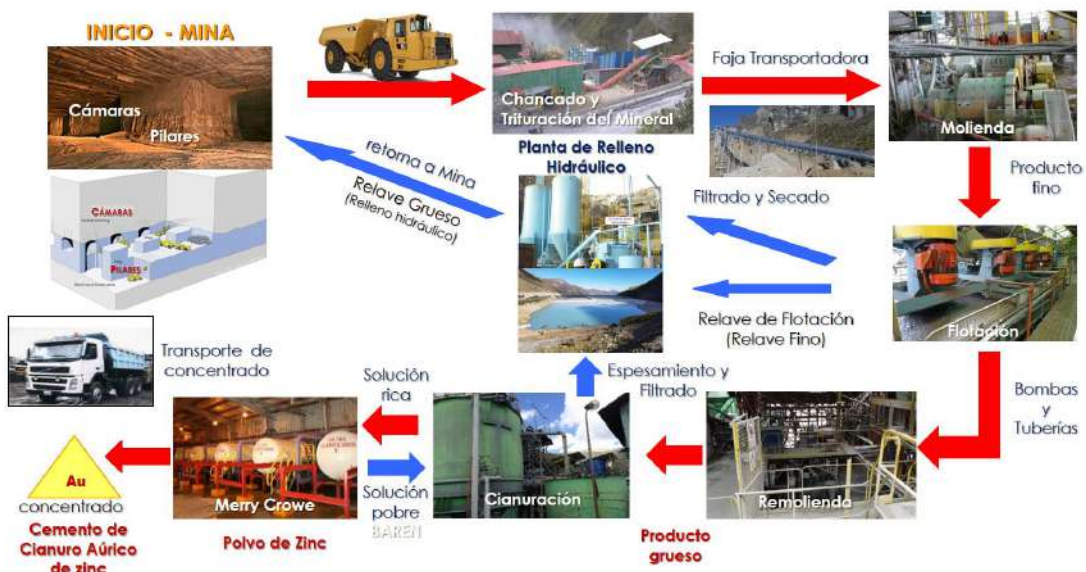 INICIO - MINA
Cámaras
Pilares
Chancado y
Trituración del Mineral
Faja Transportadora
Molienda
Planta de Relleno
Hidráulico
retorna a Mina
Relave Grueso
(Relleno hidráulico)
Filtrado y Secado
Producto
fino
CÁMARAS
PILARES
Relave de Flotación
(Relave Fino)
Flotación
Transporte de
concentrado
Solución
rica
Espesamiento y
Filtrado
Bombas
y
Tuberías
Au
concentrado
Cemento de
Cianuro Aúrico
de zinc
Merry Crowe
Polvo de Zinc
Solución
pobre
BAREN
Cianuración
Producto
grueso
Remolienda